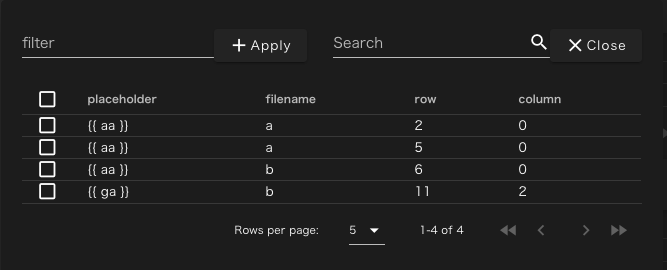 filter + Apply Search × Close
placeholder filename row column
{{ aa }} a 2 0
{{ aa }} a 5 0
{{ aa }} b 6 0
{{ ga }} b 11 2
Rows per page: 5 1-4 of 4